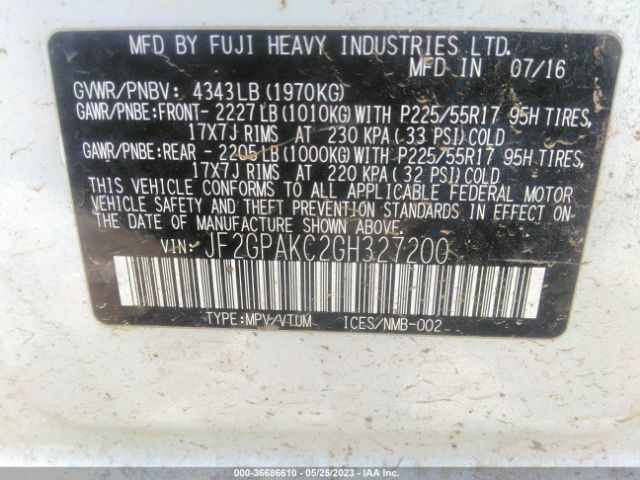 MFD BY FUJI HEAVY INDUSTRIES LTD.
MFD IN 07/16
GVWR/PNBV: 4343LB (1970KG)
GAWR/PNBE:FRONT- 2227LB(1010KG)WITH P225/55R17 95H TIRES,
17X7J RIMS AT 230 KPA( 33 PSI)COLD
GAWR/PNBE:REAR - 2205LB(1000KG)WITH P225/55R17 95H TIRES,
17X7J RIMS AT 220 KPA( 32 PSI)COLD
THIS VEHICLE CONFORMS TO ALL APPLICABLE FEDERAL MOTOR
VEHICLE SAFETY AND THEFT PREVENTION STANDARDS IN EFFECT ON
THE DATE OF MANUFACTURE SHOWN ABOVE.
VIN: JF2GPAKC2GH327200
TYPE:MPV/VTUM ICES/NMB-002
000-36686610 - 05/25/2023 - IAA Inc.